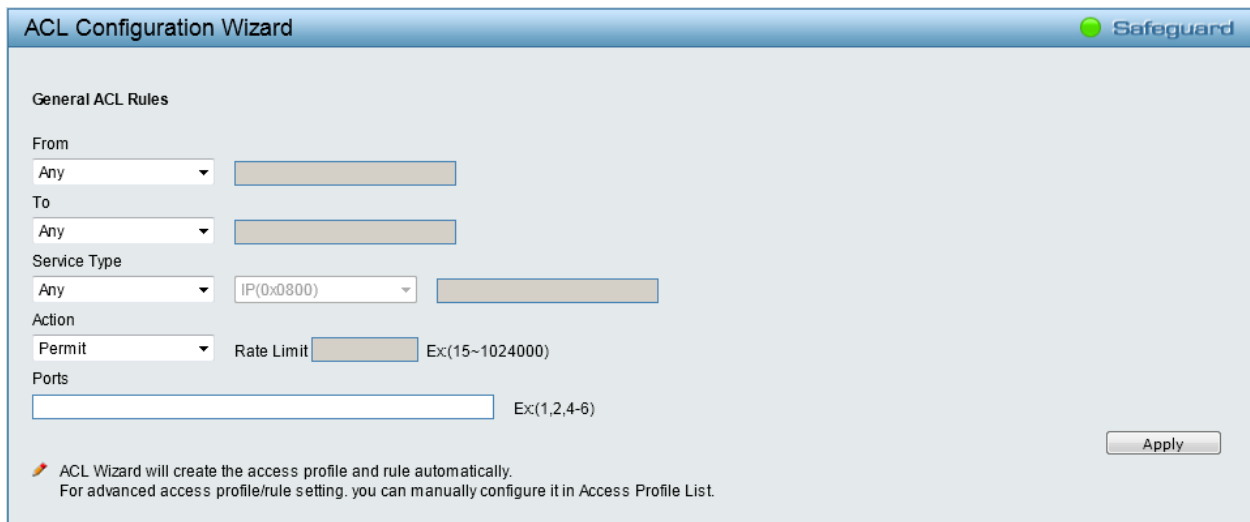 ACL Configuration Wizard
Safeguard
General ACL Rules
From
Any
To
Any
Service Type
Any IP(0x0800)
Action
Permit Rate Limit Ex:(15~1024000)
Ports
Ex:(1,2,4-6)
Apply
ACL Wizard will create the access profile and rule automatically.
For advanced access profile/rule setting. you can manually configure it in Access Profile List.